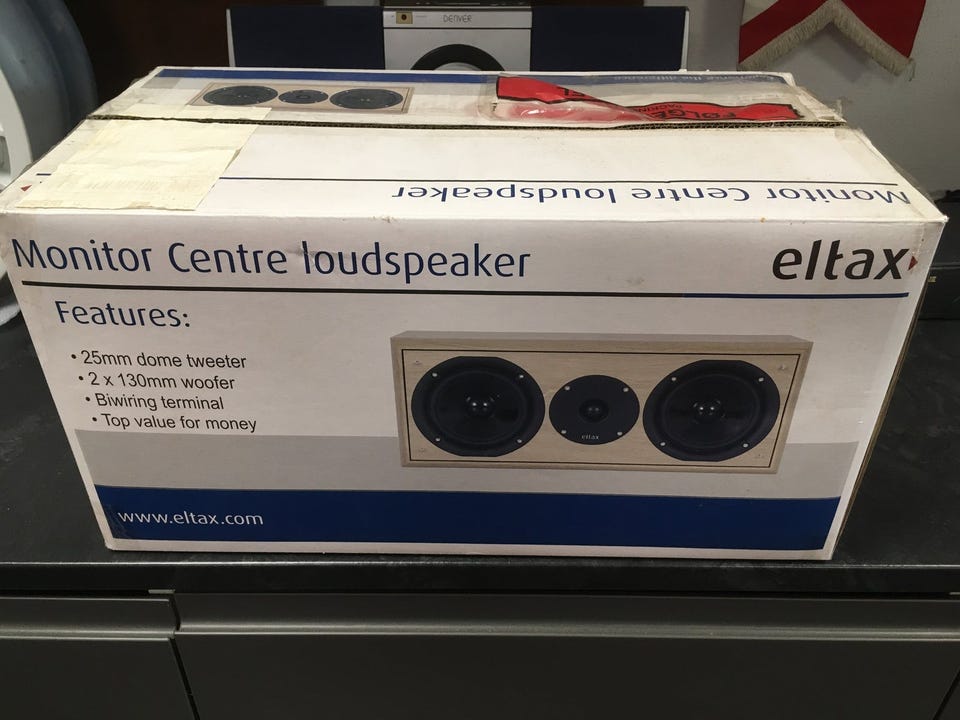 DENVER
FØLGE
Monitor Centre loudspeaker
Monitor Centre loudspeaker
eltax
Features:
• 25mm dome tweeter
• 2 x 130mm woofer
• Biwiring terminal
• Top value for money
eltax
www.eltax.com